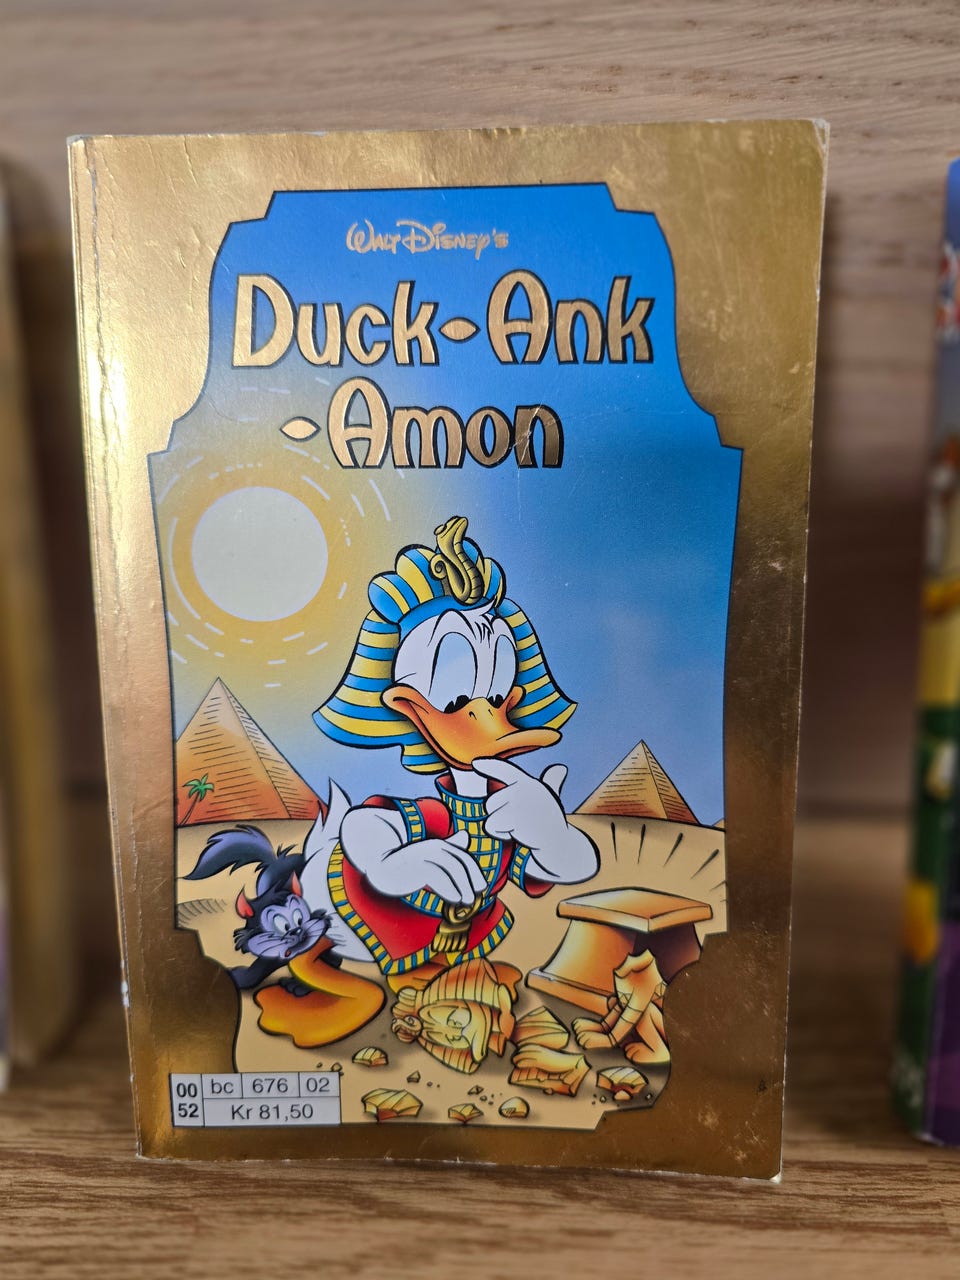 Walt Disney's
Duck-Ank
-Amon
00 52 bc 676 02
Kr 81,50